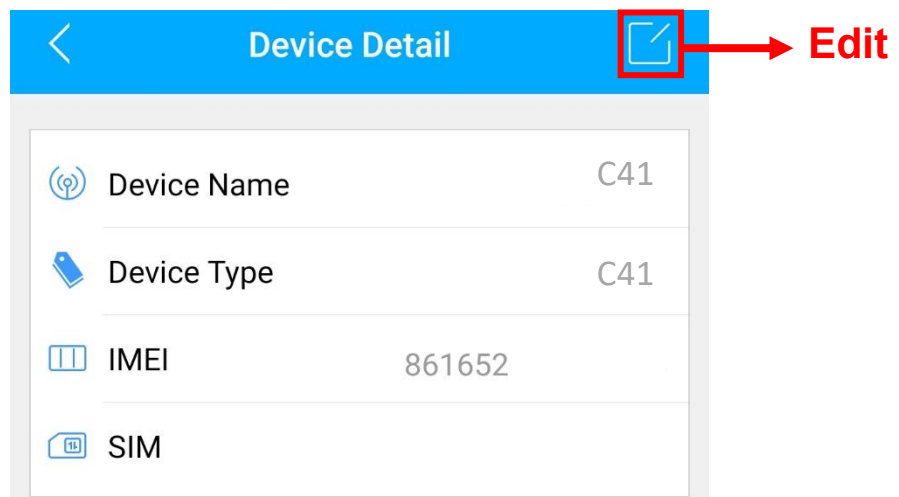 Device Detail
Edit
Device Name C41
Device Type C41
IMEI 861652
SIM